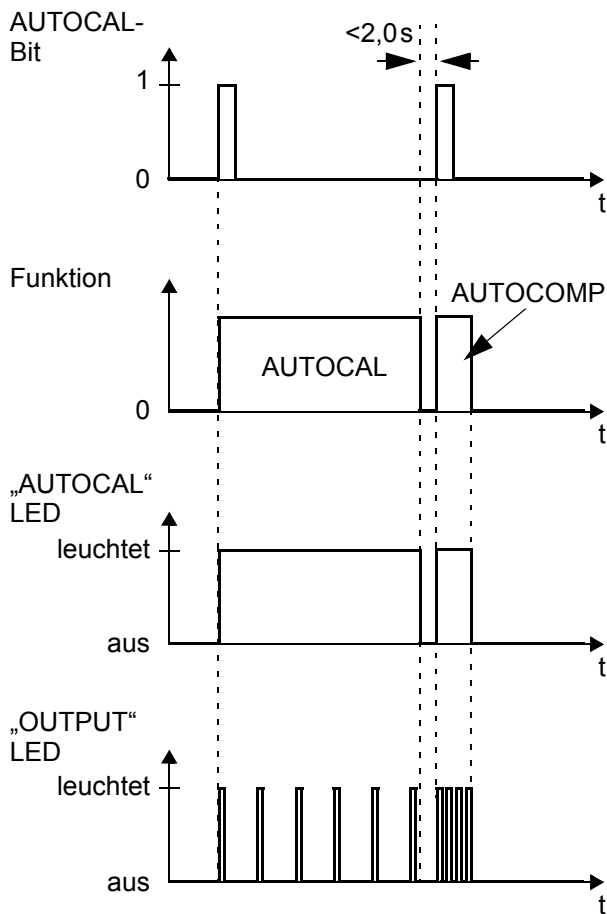 AUTOCAL-
Bit
<2,0s
1
0
t
Funktion
AUTOCOMP
AUTOCAL
0
t
„AUTOCAL“
LED
leuchtet
aus
t
„OUTPUT“
LED
leuchtet
aus
t